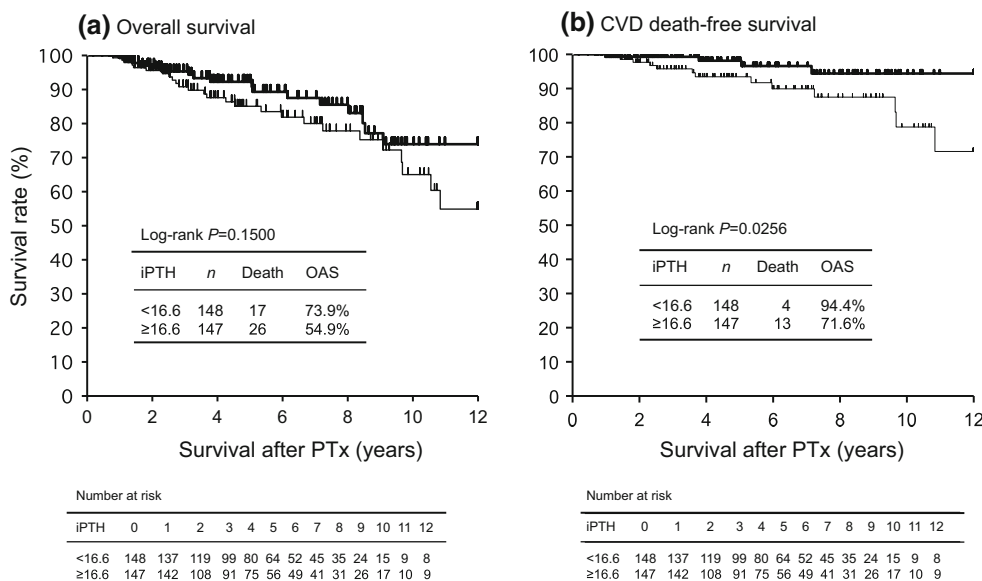 (a) Overall survival
Survival rate (%)
100
90
80
70
60
50
40
30
20
10
0
Log-rank P=0.1500
iPTH n Death OAS
<16.6 148 17 73.9%
≥16.6 147 26 54.9%
0 2 4 6 8 10 12
Survival after PTx (years)
Number at risk
iPTH 0 1 2 3 4 5 6 7 8 9 10 11 12
<16.6 148 137 119 99 80 64 52 45 35 24 15 9 8
≥16.6 147 142 108 91 75 56 49 41 31 26 17 10 9
(b) CVD death-free survival
100
90
80
70
60
50
40
30
20
10
0
Log-rank P=0.0256
iPTH n Death OAS
<16.6 148 4 94.4%
≥16.6 147 13 71.6%
0 2 4 6 8 10 12
Survival after PTx (years)
Number at risk
iPTH 0 1 2 3 4 5 6 7 8 9 10 11 12
<16.6 148 137 119 99 80 64 52 45 35 24 15 9 8
≥16.6 147 142 108 91 75 56 49 41 31 26 17 10 9